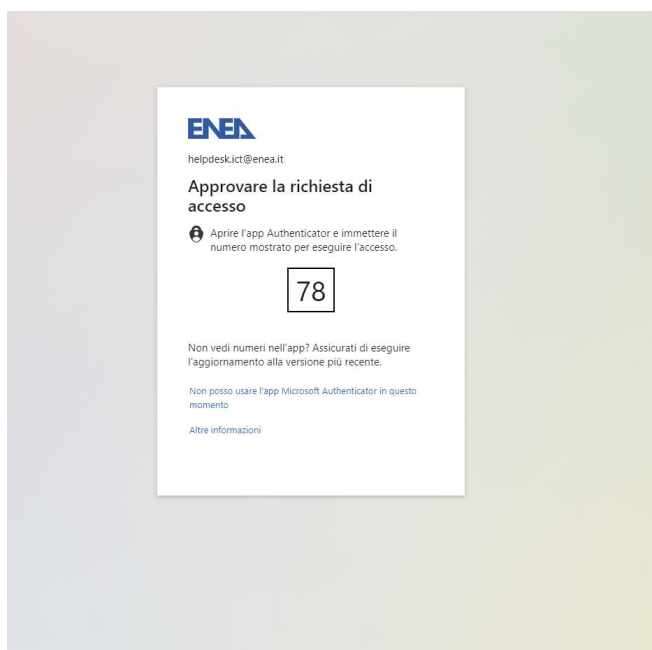 ENEA
helpdesk.ict@enea.it
Approvare la richiesta di
accesso
Aprire l'app Authenticator e immettere il
numero mostrato per eseguire l'accesso.
78
Non vedi numeri nell'app? Assicurati di eseguire
l'aggiornamento alla versione più recente.
Non posso usare l'app Microsoft Authenticator in questo
momento
Altre informazioni